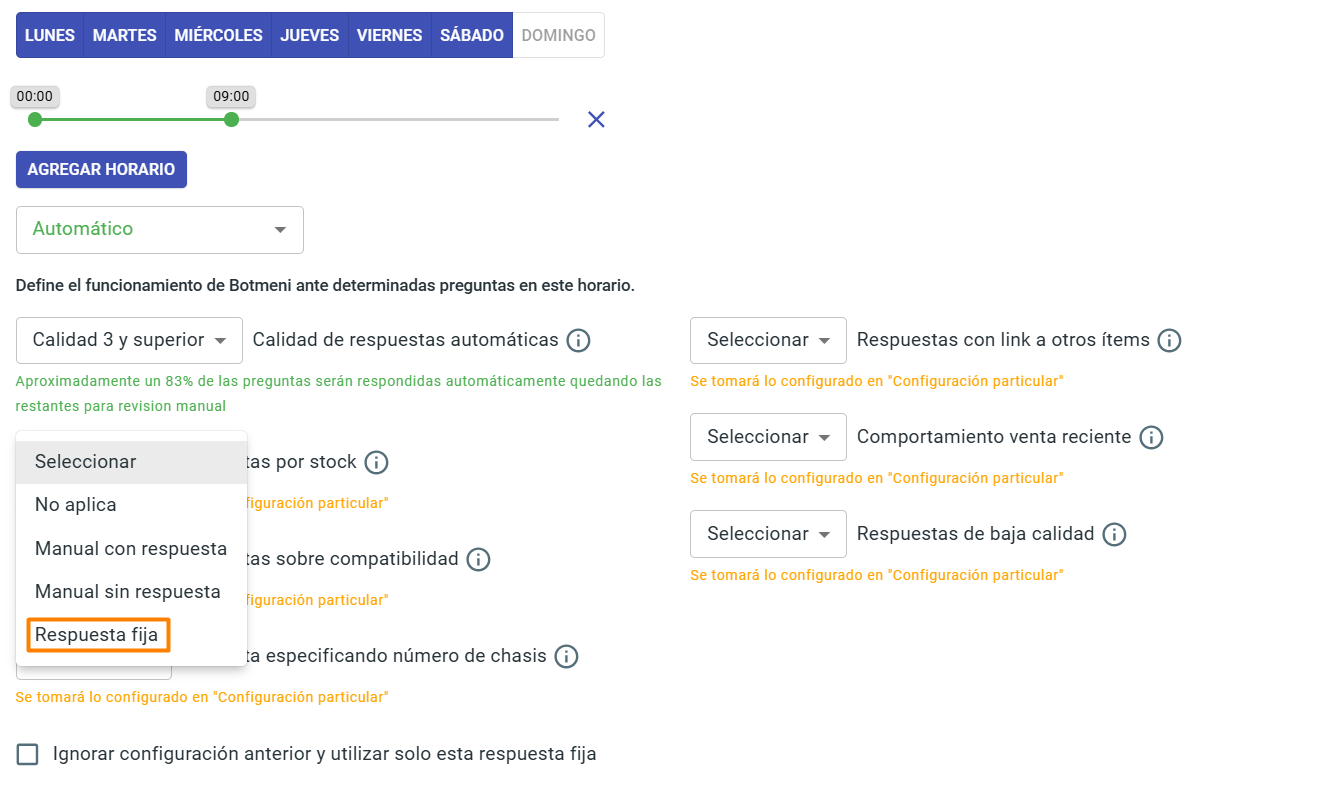 LUNES MARTES MIÉRCOLES JUEVES VIERNES SÁBADO DOMINGO
00:00 09:00
AGREGAR HORARIO
Automático
Define el funcionamiento de Botmeni ante determinadas preguntas en este horario.
Calidad 3 y superior Calidad de respuestas automáticas
Aproximadamente un 83% de las preguntas serán respondidas automáticamente quedando las
restantes para revision manual
Seleccionar
No aplica
Manual con respuesta
Manual sin respuesta
Respuesta fija
tas por stock
figuración particular"
tas sobre compatibilidad
figuración particular"
ta especificando número de chasis
Se tomará lo configurado en "Configuración particular"
Seleccionar Respuestas con link a otros ítems
Se tomará lo configurado en "Configuración particular"
Seleccionar Comportamiento venta reciente
Se tomará lo configurado en "Configuración particular"
Seleccionar Respuestas de baja calidad
Se tomará lo configurado en "Configuración particular"
Ignorar configuración anterior y utilizar solo esta respuesta fija